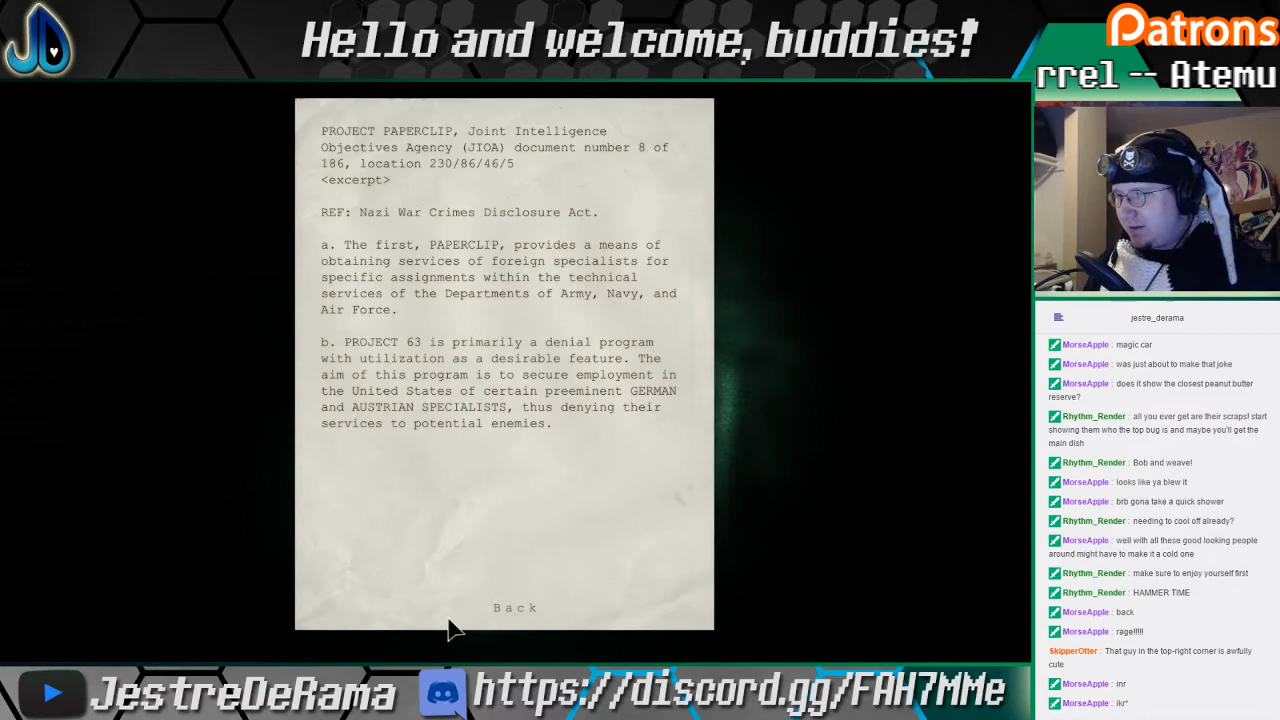 Hello and welcome, buddies!
Patrons
rrel -- Atemu
PROJECT PAPERCLIP, Joint Intelligence
Objectives Agency (JIOA) document number 8 of
186, location 230/86/46/5
<excerpt>
REF: Nazi War Crimes Disclosure Act.
a. The first, PAPERCLIP, provides a means of
obtaining services of foreign specialists for
specific assignments within the technical
services of the Departments of Army, Navy, and
Air Force.
b. PROJECT 63 is primarily a denial program
with utilization as a desirable feature. The
aim of this program is to secure employment in
the United States of certain preeminent GERMAN
and AUSTRIAN SPECIALISTS, thus denying their
services to potential enemies.
Back
jestre_derama
MorseApple : magic car
MorseApple : was just about to make that joke
MorseApple : does it show the closest peanut butter
reserve?
Rhythm_Render : all you ever get are their scraps! start
showing them who the top bug is and maybe you'll get the
main dish
Rhythm_Render : Bob and weave!
MorseApple : looks like ya blew it
MorseApple : brb gona take a quick shower
Rhythm_Render : needing to cool off already?
MorseApple : well with all these good looking people
around might have to make it a cold one
Rhythm_Render : make sure to enjoy yourself first
Rhythm_Render : HAMMER TIME
MorseApple : back
MorseApple : rage!!!!!
SkipperOtter : That guy in the top-right corner is awfully
cute
MorseApple : inr
MorseApple : ikr*
JestreDeRama
https://discord.gg/FAH7MMe